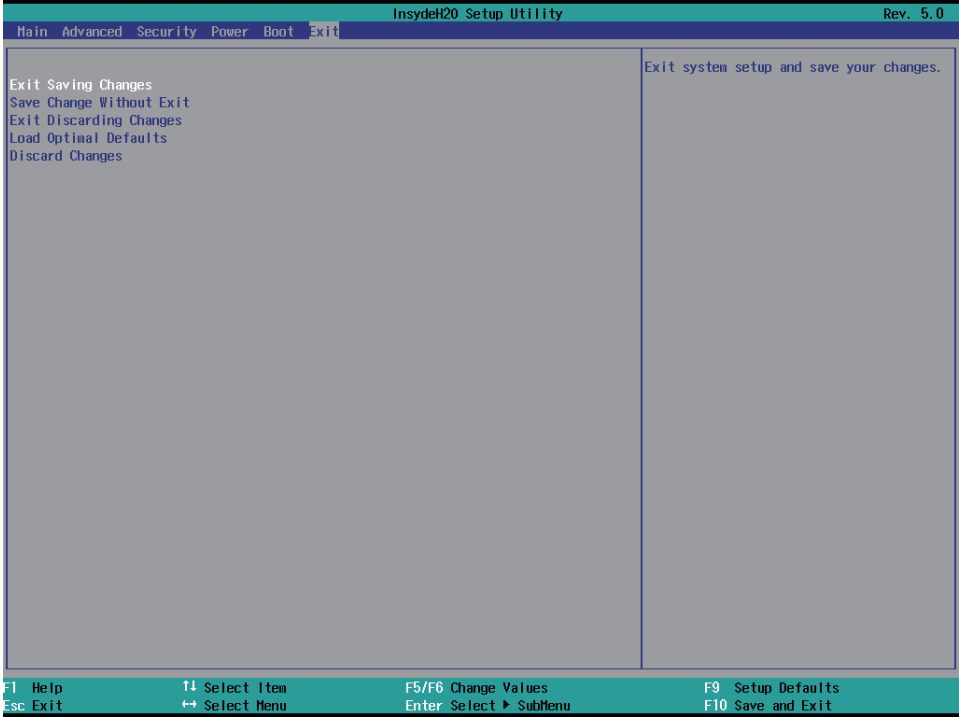 InsydeH20 Setup Utility Rev. 5.0
Main Advanced Security Power Boot Exit
Exit system setup and save your changes.
Exit Saving Changes
Save Change Without Exit
Exit Discarding Changes
Load Optimal Defaults
Discard Changes
F1 Help ↑↓ Select Item F5/F6 Change Values F9 Setup Defaults
Esc Exit ↔ Select Menu Enter Select ▶ SubMenu F10 Save and Exit